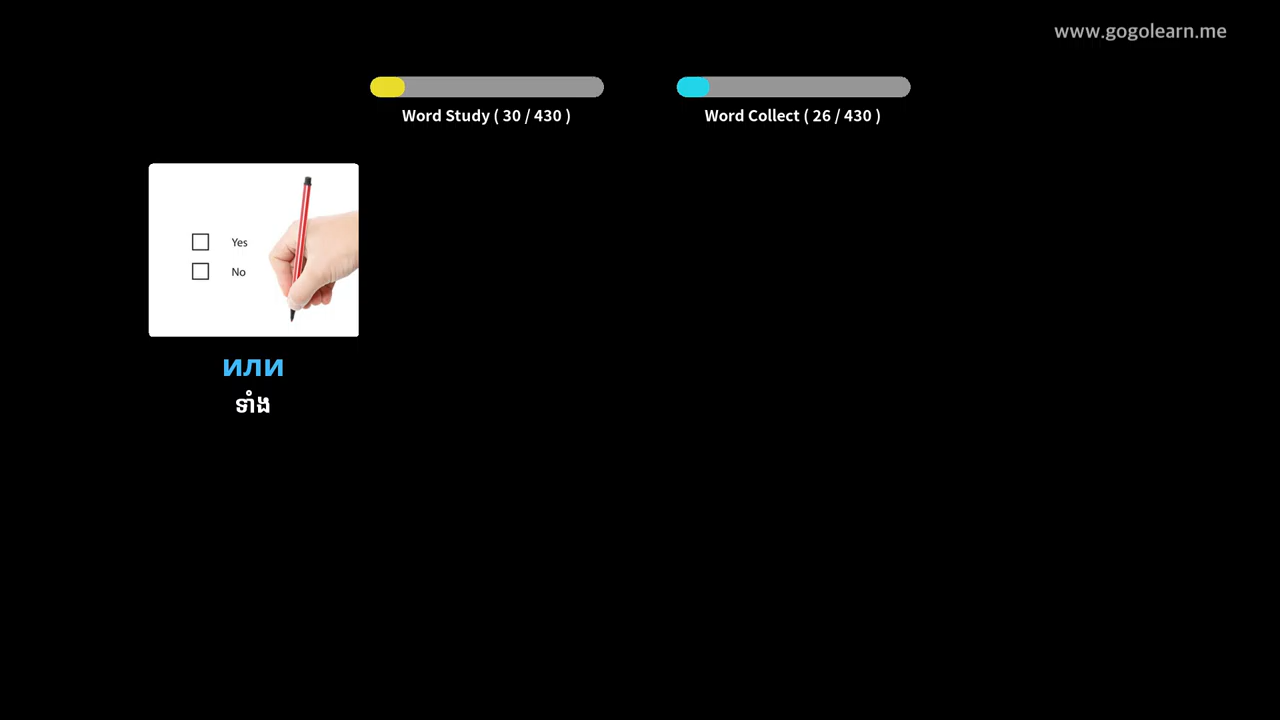 www.gogolearn.me
Word Study ( 30 / 430 )
Word Collect ( 26 / 430 )
Yes
No
или
ទាំង